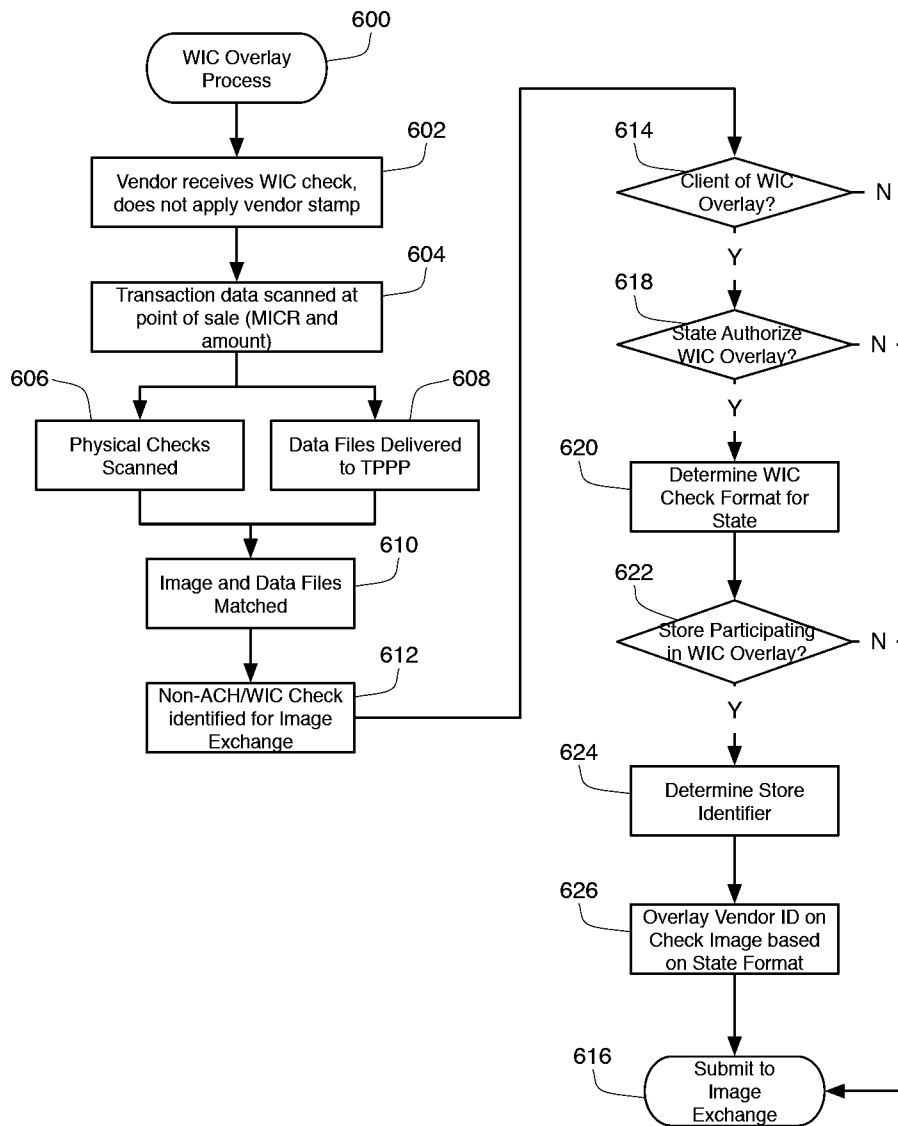 600
WIC Overlay
Process
602
Vendor receives WIC check,
does not apply vendor stamp
604
Transaction data scanned at
point of sale (MICR and
amount)
606
Physical Checks
Scanned
608
Data Files Delivered
to TPPP
610
Image and Data Files
Matched
612
Non-ACH/WIC Check
identified for Image
Exchange
614
Client of WIC
Overlay?
N
Y
618
State Authorize
WIC Overlay?
N
Y
620
Determine WIC
Check Format for
State
622
Store Participating
in WIC Overlay?
N
Y
624
Determine Store
Identifier
626
Overlay Vendor ID on
Check Image based
on State Format
616
Submit to
Image
Exchange